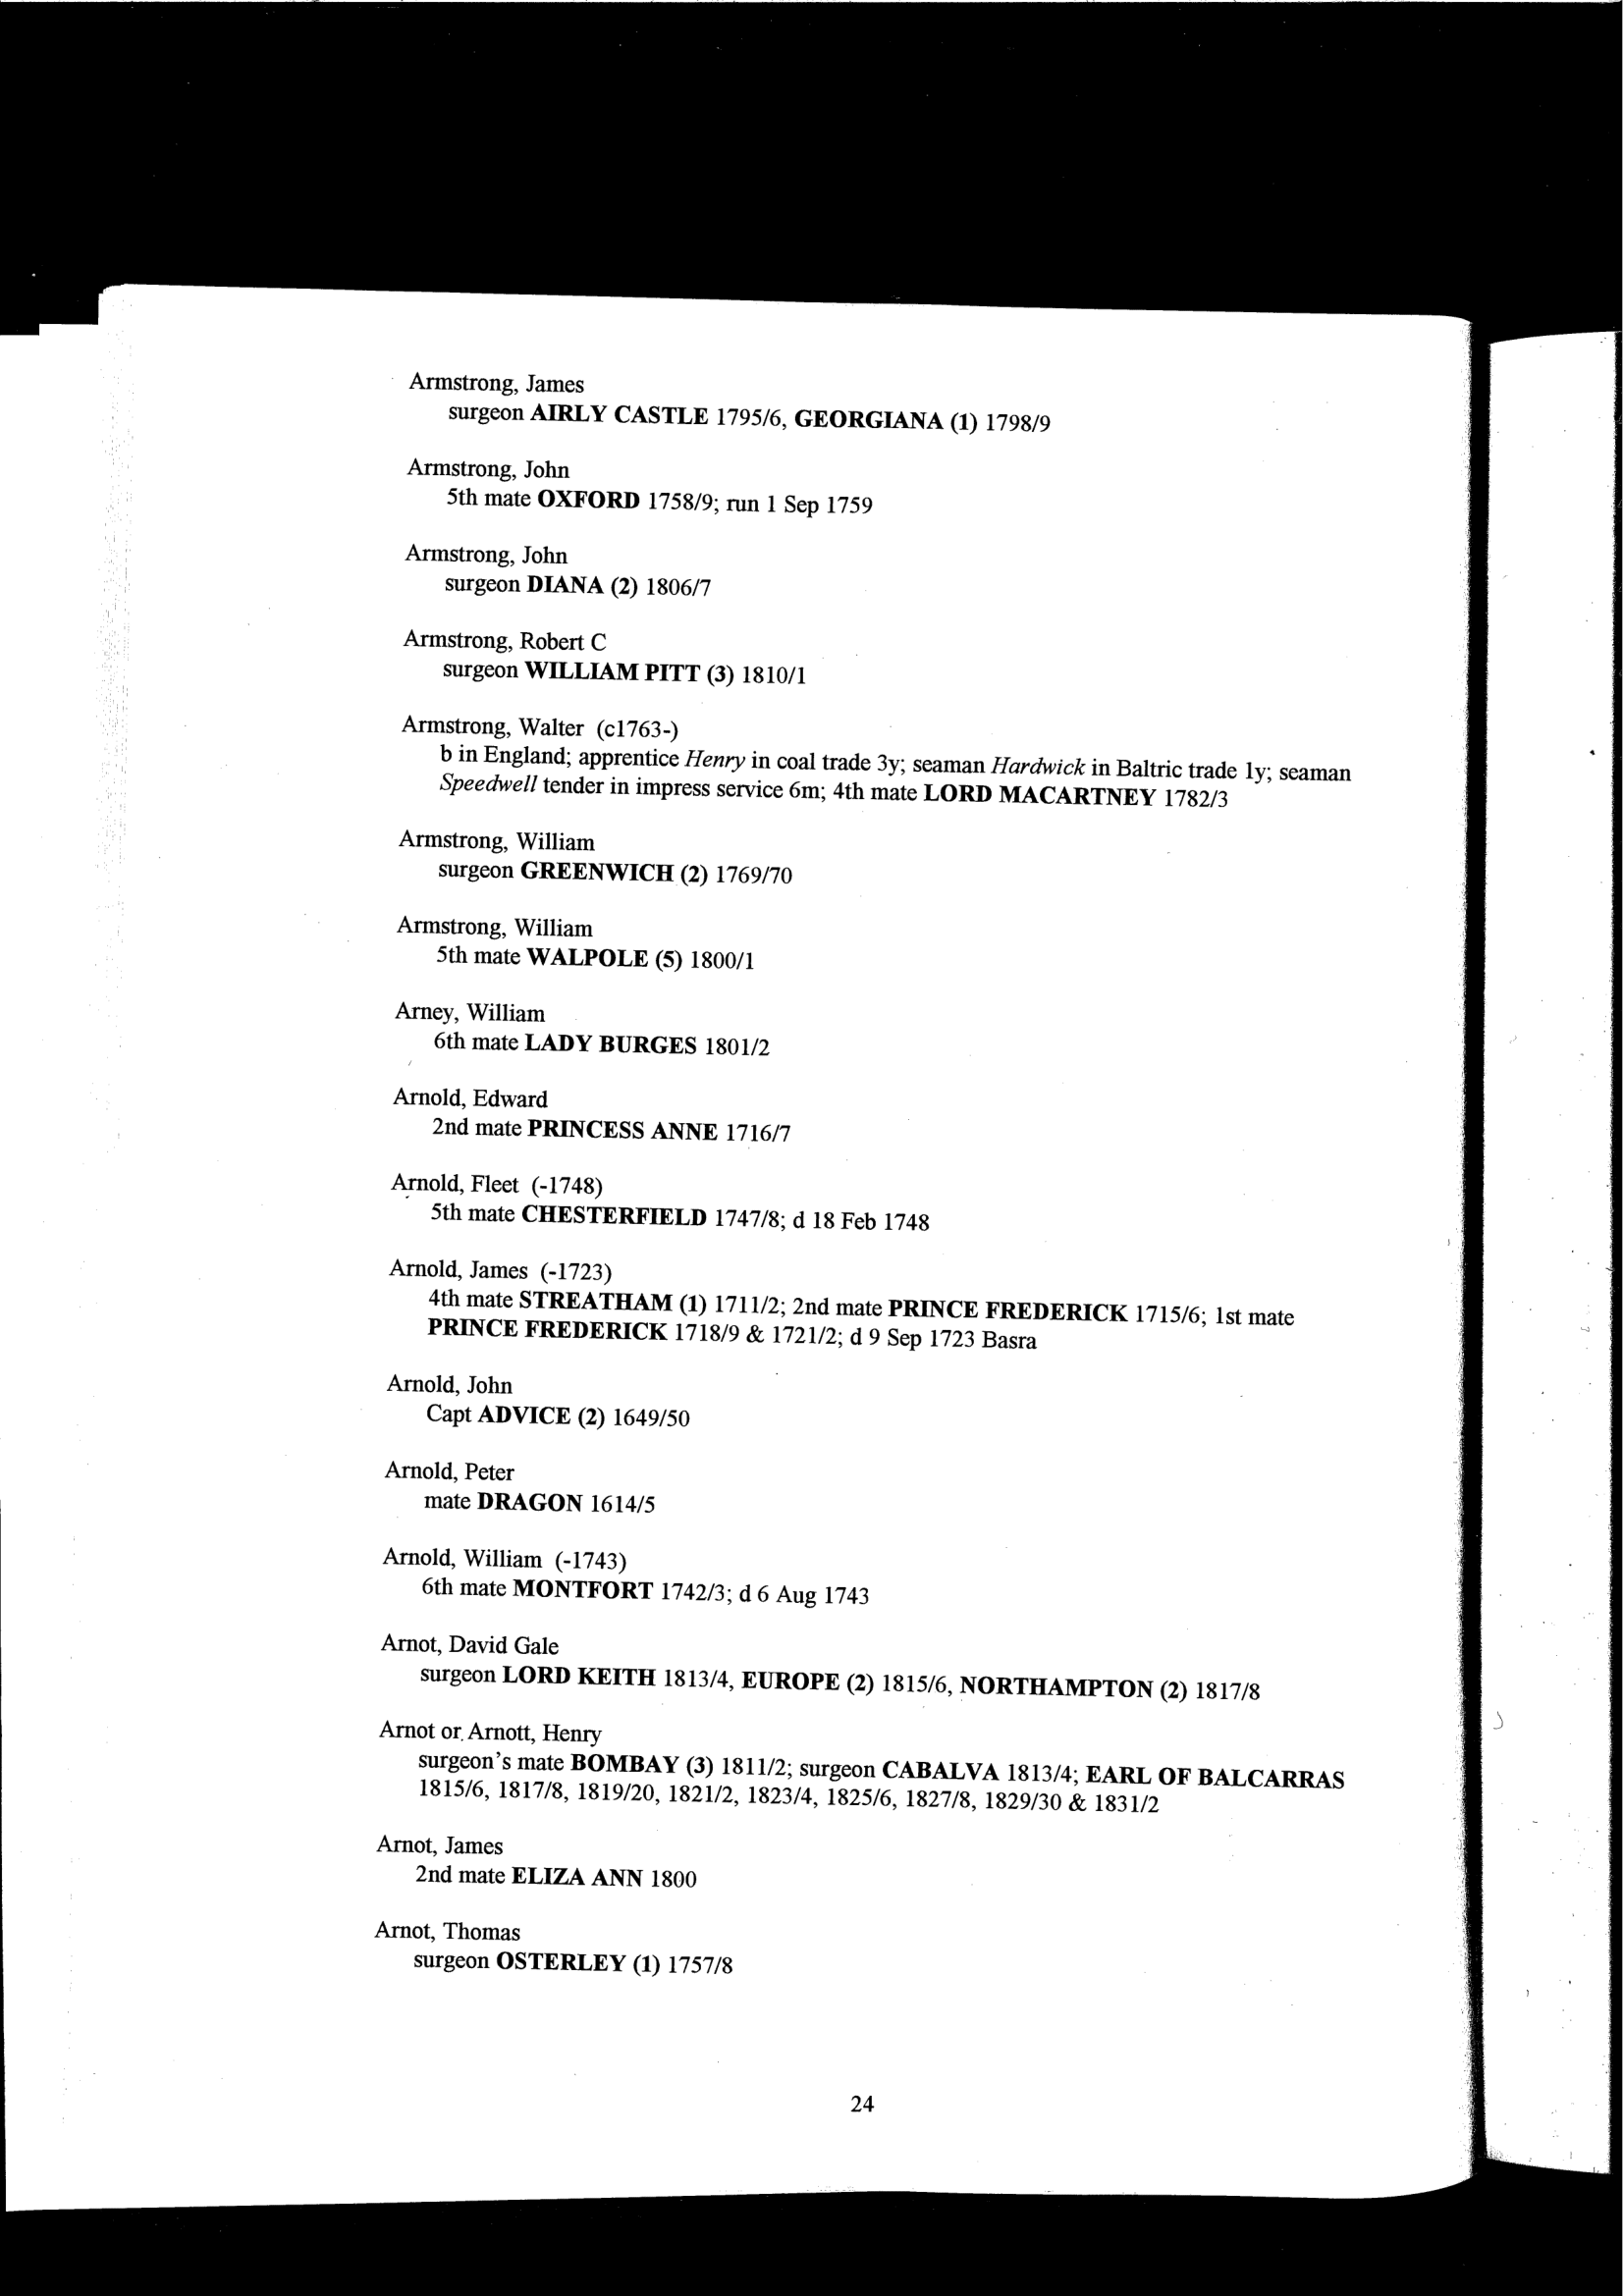 Armstrong, James
surgeon AIRLY CASTLE 1795/6, GEORGIANA (1) 1798/9
Armstrong, John
5th mate OXFORD 1758/9; run 1 Sep 1759
Armstrong, John
surgeon DIANA (2) 1806/7
Armstrong, Robert C
surgeon WILLIAM PITT (3) 1810/1
Armstrong, Walter (c1763-)
b in England; apprentice Henry in coal trade 3y; seaman Hardwick in Baltric trade 1y; seaman
Speedwell tender in impress service 6m; 4th mate LORD MACARTNEY 1782/3
Armstrong, William
surgeon GREENWICH (2) 1769/70
Armstrong, William
5th mate WALPOLE (5) 1800/1
Arney, William
6th mate LADY BURGES 1801/2
Arnold, Edward
2nd mate PRINCESS ANNE 1716/7
Arnold, Fleet (-1748)
5th mate CHESTERFIELD 1747/8; d 18 Feb 1748
Arnold, James (-1723)
4th mate STREATHAM (1) 1711/2; 2nd mate PRINCE FREDERICK 1715/6; 1st mate
PRINCE FREDERICK 1718/9 & 1721/2; d 9 Sep 1723 Basra
Arnold, John
Capt ADVICE (2) 1649/50
Arnold, Peter
mate DRAGON 1614/5
Arnold, William (-1743)
6th mate MONTFORT 1742/3; d 6 Aug 1743
Arnot, David Gale
surgeon LORD KEITH 1813/4, EUROPE (2) 1815/6, NORTHAMPTON (2) 1817/8
Arnot or Arnott, Henry
surgeon's mate BOMBAY (3) 1811/2; surgeon CABALVA 1813/4; EARL OF BALCARRAS
1815/6, 1817/8, 1819/20, 1821/2, 1823/4, 1825/6, 1827/8, 1829/30 & 1831/2
Arnot, James
2nd mate ELIZA ANN 1800
Arnot, Thomas
surgeon OSTERLEY (1) 1757/8
24